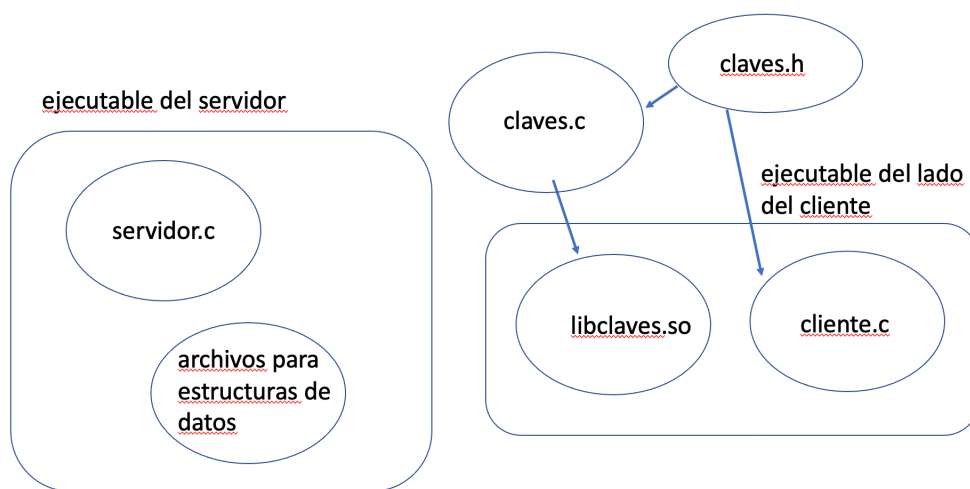 ejecutable del servidor
servidor.c
archivos para
estructuras de
datos
claves.h
claves.c
ejecutable del lado
del cliente
libclaves.so
cliente.c